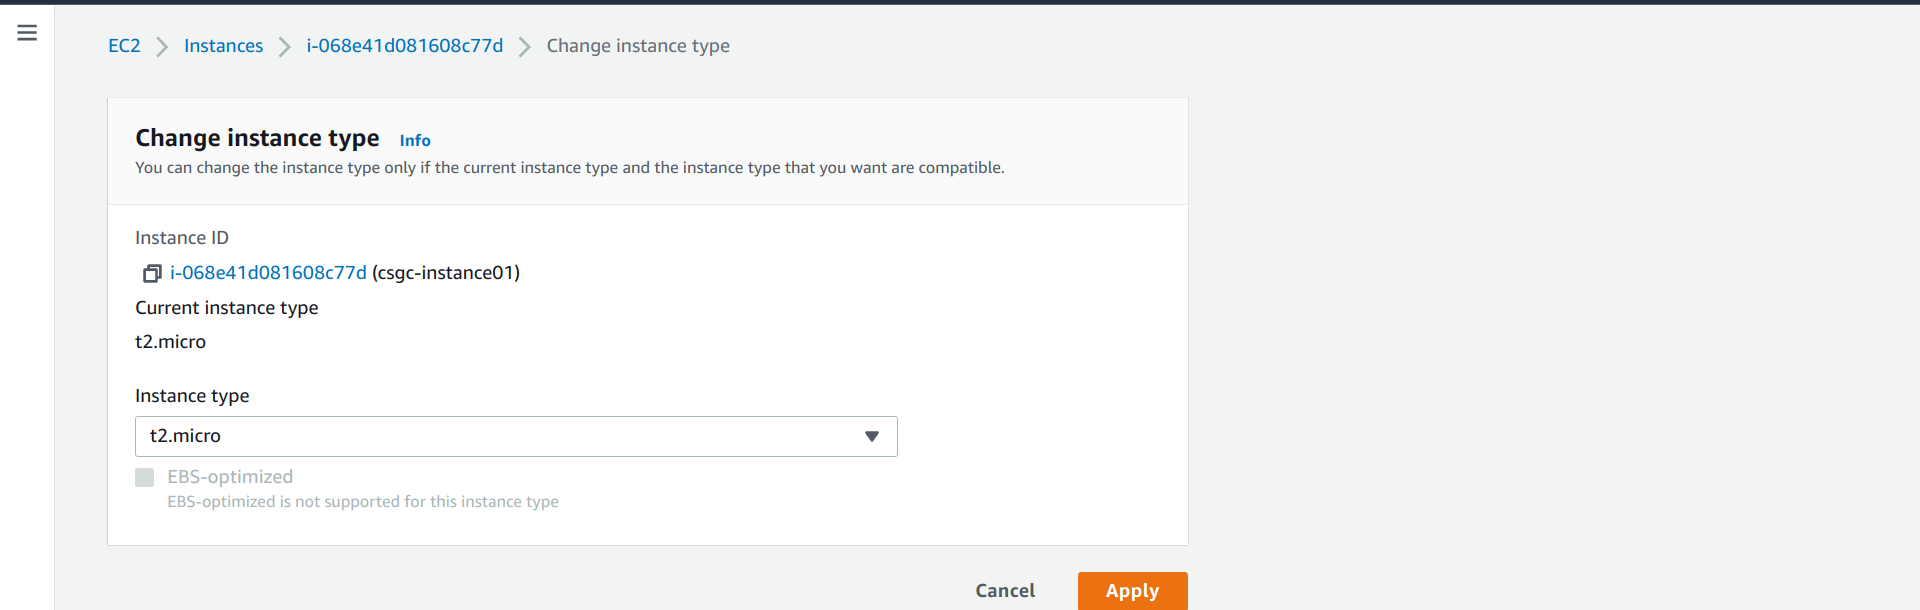 EC2 Instances i-068e41d081608c77d Change instance type
Change instance type Info
You can change the instance type only if the current instance type and the instance type that you want are compatible.
Instance ID
i-068e41d081608c77d (csgc-instance01)
Current instance type
t2.micro
Instance type
t2.micro
EBS-optimized
EBS-optimized is not supported for this instance type
Cancel Apply